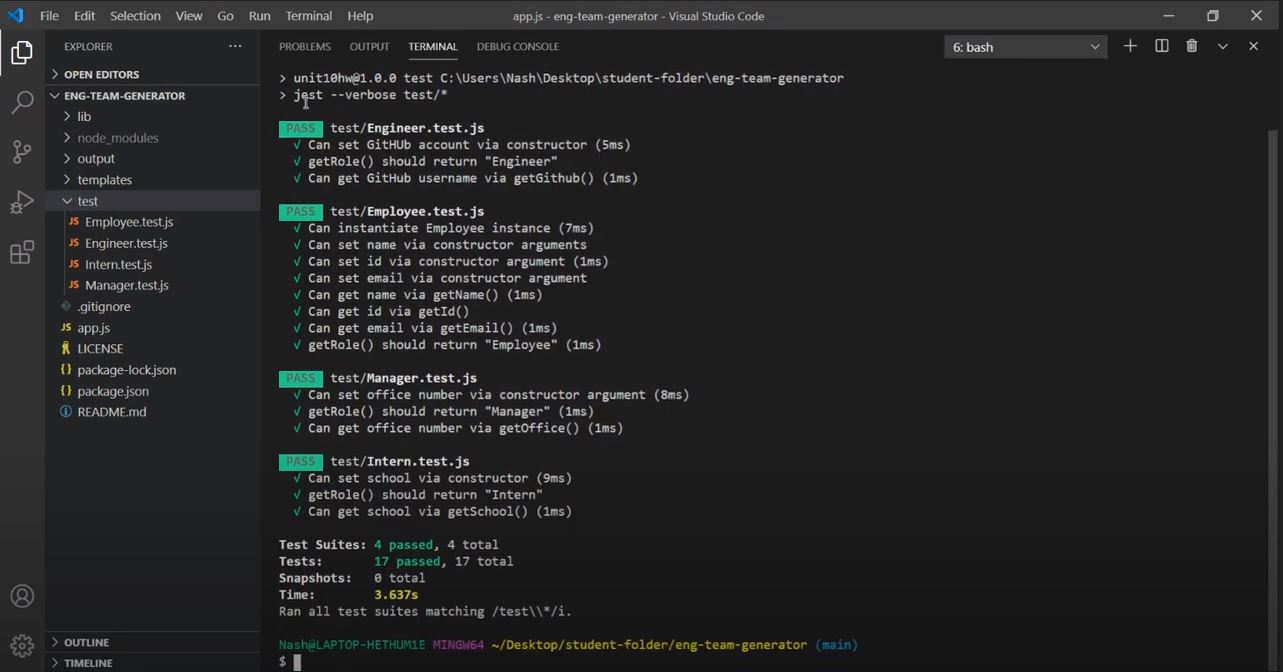 File Edit Selection View Go Run Terminal Help
app.js - eng-team-generator - Visual Studio Code
EXPLORER
OPEN EDITORS
ENG-TEAM-GENERATOR
lib
node_modules
output
templates
test
JS Employee.test.js
JS Engineer.test.js
JS Intern.test.js
JS Manager.test.js
.gitignore
JS app.js
LICENSE
{} package-lock.json
{} package.json
README.md
OUTLINE
TIMELINE
PROBLEMS OUTPUT TERMINAL DEBUG CONSOLE
6: bash
> unit10hw@1.0.0 test C:\Users\Nash\Desktop\student-folder\eng-team-generator
> jest --verbose test/*
PASS test/Engineer.test.js
√ Can set GitHUb account via constructor (5ms)
√ getRole() should return "Engineer"
√ Can get GitHub username via getGithub() (1ms)
PASS test/Employee.test.js
√ Can instantiate Employee instance (7ms)
√ Can set name via constructor arguments
√ Can set id via constructor argument (1ms)
√ Can set email via constructor argument
√ Can get name via getName() (1ms)
√ Can get id via getId()
√ Can get email via getEmail() (1ms)
√ getRole() should return "Employee" (1ms)
PASS test/Manager.test.js
√ Can set office number via constructor argument (8ms)
√ getRole() should return "Manager" (1ms)
√ Can get office number via getOffice() (1ms)
PASS test/Intern.test.js
√ Can set school via constructor (9ms)
√ getRole() should return "Intern"
√ Can get school via getSchool() (1ms)
Test Suites: 4 passed, 4 total
Tests: 17 passed, 17 total
Snapshots: 0 total
Time: 3.637s
Ran all test suites matching /test\\*/i.
Nash@LAPTOP-HETHUM1E MINGW64 ~/Desktop/student-folder/eng-team-generator (main)
$